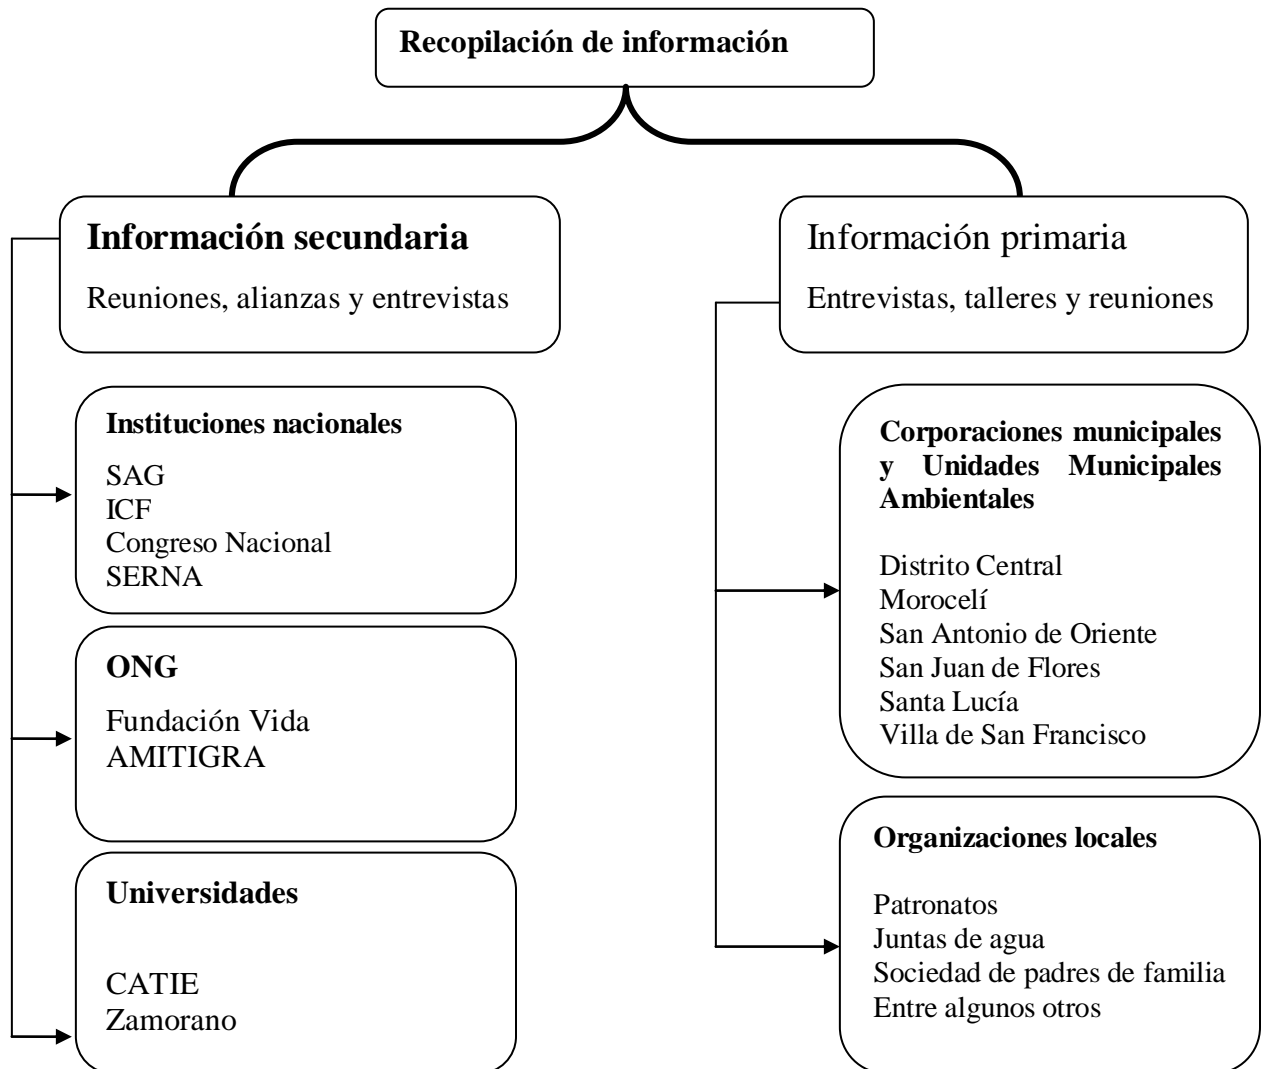 Recopilación de información
Información secundaria
Reuniones, alianzas y entrevistas
Instituciones nacionales
SAG
ICF
Congreso Nacional
SERNA
ONG
Fundación Vida
AMITIGRA
Universidades
CATIE
Zamorano
Información primaria
Entrevistas, talleres y reuniones
Corporaciones municipales
y Unidades Municipales
Ambientales
Distrito Central
Morocelí
San Antonio de Oriente
San Juan de Flores
Santa Lucía
Villa de San Francisco
Organizaciones locales
Patronatos
Juntas de agua
Sociedad de padres de familia
Entre algunos otros